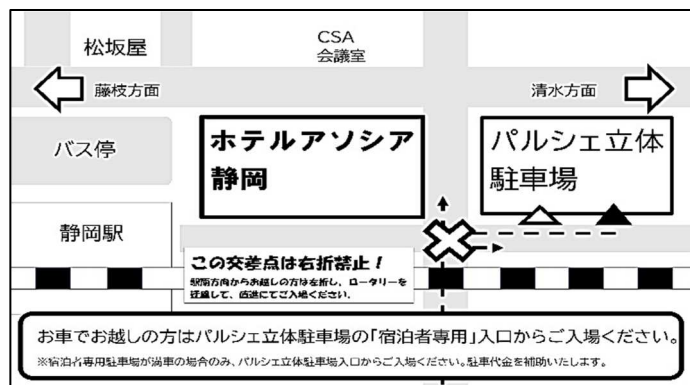 松坂屋
CSA
会議室
藤枝方面
清水方面
バス停
ホテルアソシア
静岡
パルシェ立体
駐車場
静岡駅
この交差点は右折禁止!
駅南方向からお越しの方は左折し、ロータリーを
経由して、直進にてご入場ください。
お車でお越しの方はパルシェ立体駐車場の「宿泊者専用」入口からご入場ください。
※宿泊者専用駐車場が満車の場合のみ、パルシェ立体駐車場入口からご入場ください。駐車代金を補助いたします。